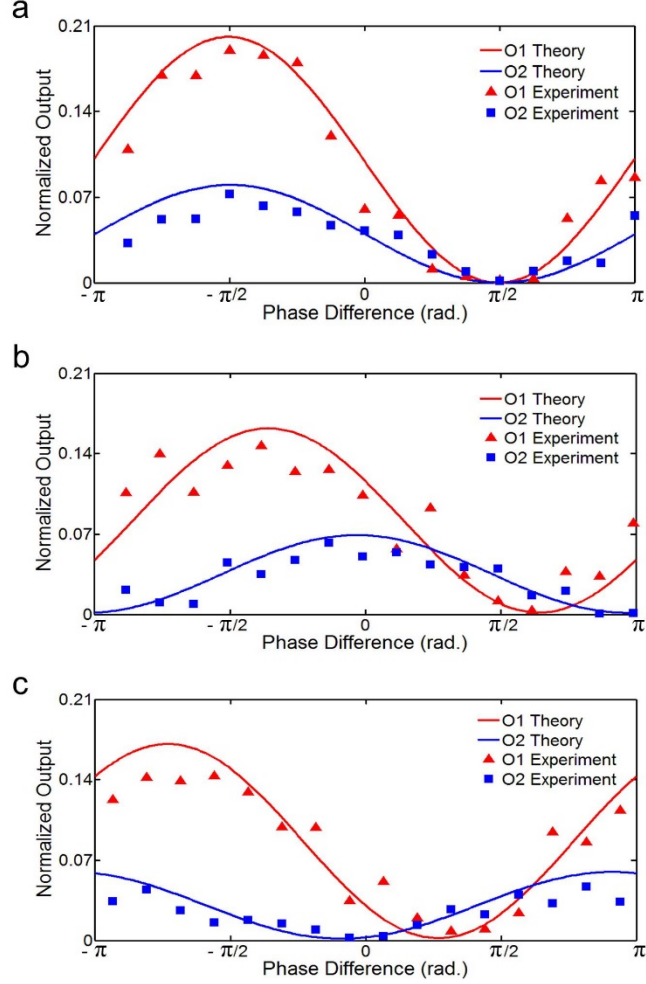 a
0.21
0.14
0.07
0
Normalized Output
O1 Theory
O2 Theory
O1 Experiment
O2 Experiment
- π
- π/2
0
π/2
π
Phase Difference (rad.)
b
0.21
0.14
0.07
0
Normalized Output
O1 Theory
O2 Theory
O1 Experiment
O2 Experiment
- π
- π/2
0
π/2
π
Phase Difference (rad.)
c
0.21
0.14
0.07
0
Normalized Output
O1 Theory
O2 Theory
O1 Experiment
O2 Experiment
- π
- π/2
0
π/2
π
Phase Difference (rad.)